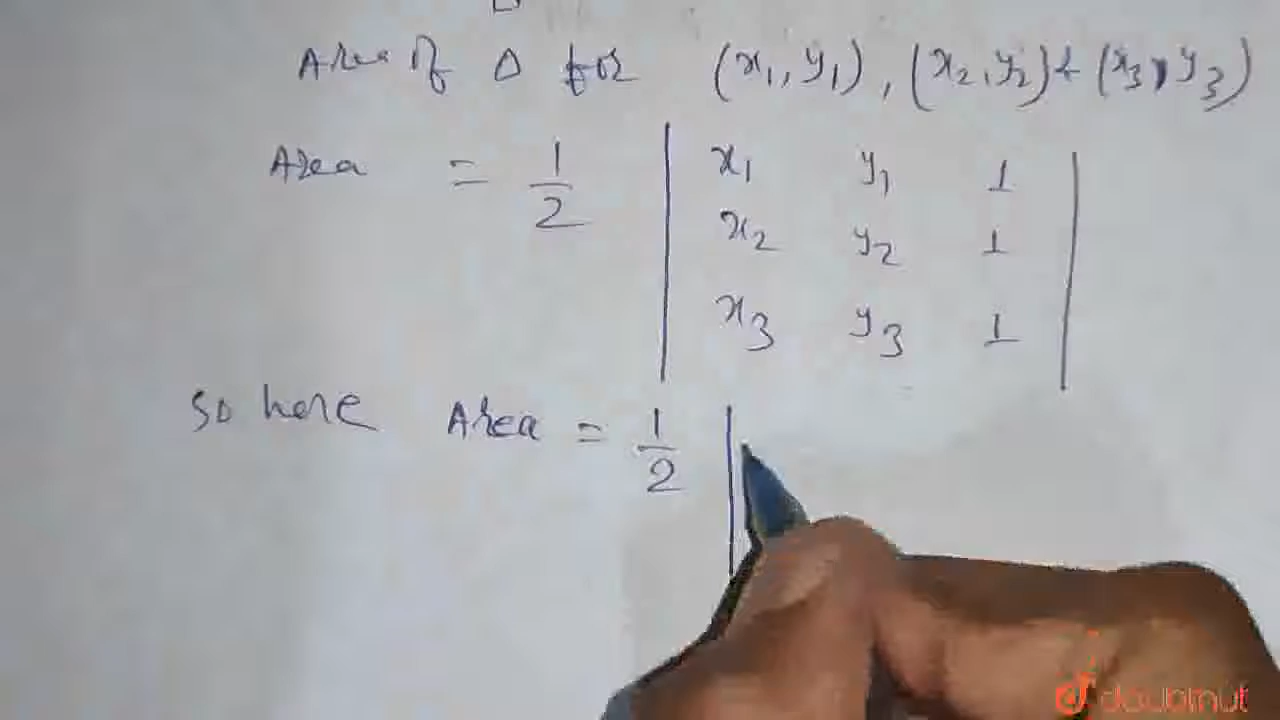 Area of Δ for (x₁, y₁), (x₂, y₂) & (x₃, y₃)
Area = 1/2 | x₁ y₁ 1
x₂ y₂ 1
x₃ y₃ 1 |
So here Area = 1/2 |
doubtnut